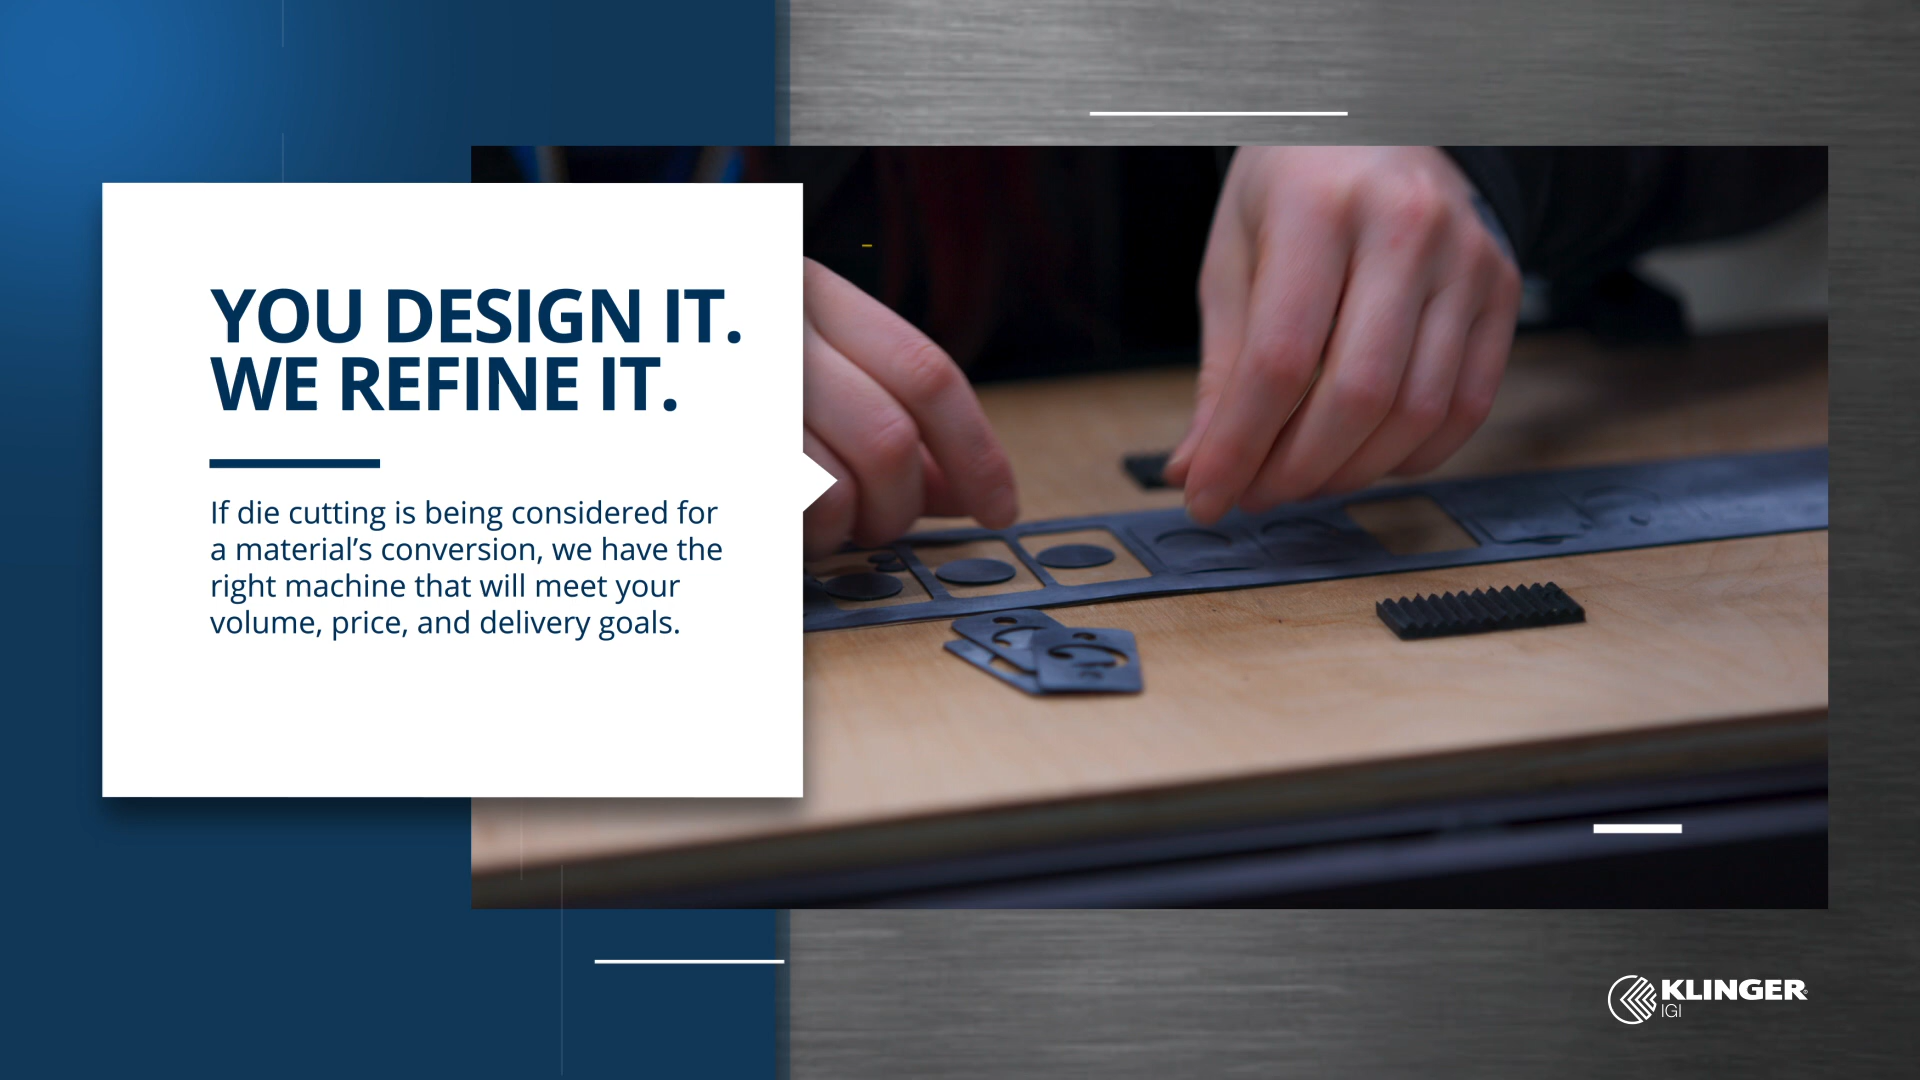 YOU DESIGN IT.
WE REFINE IT.
If die cutting is being considered for
a material’s conversion, we have the
right machine that will meet your
volume, price, and delivery goals.
KLINGER
IGI